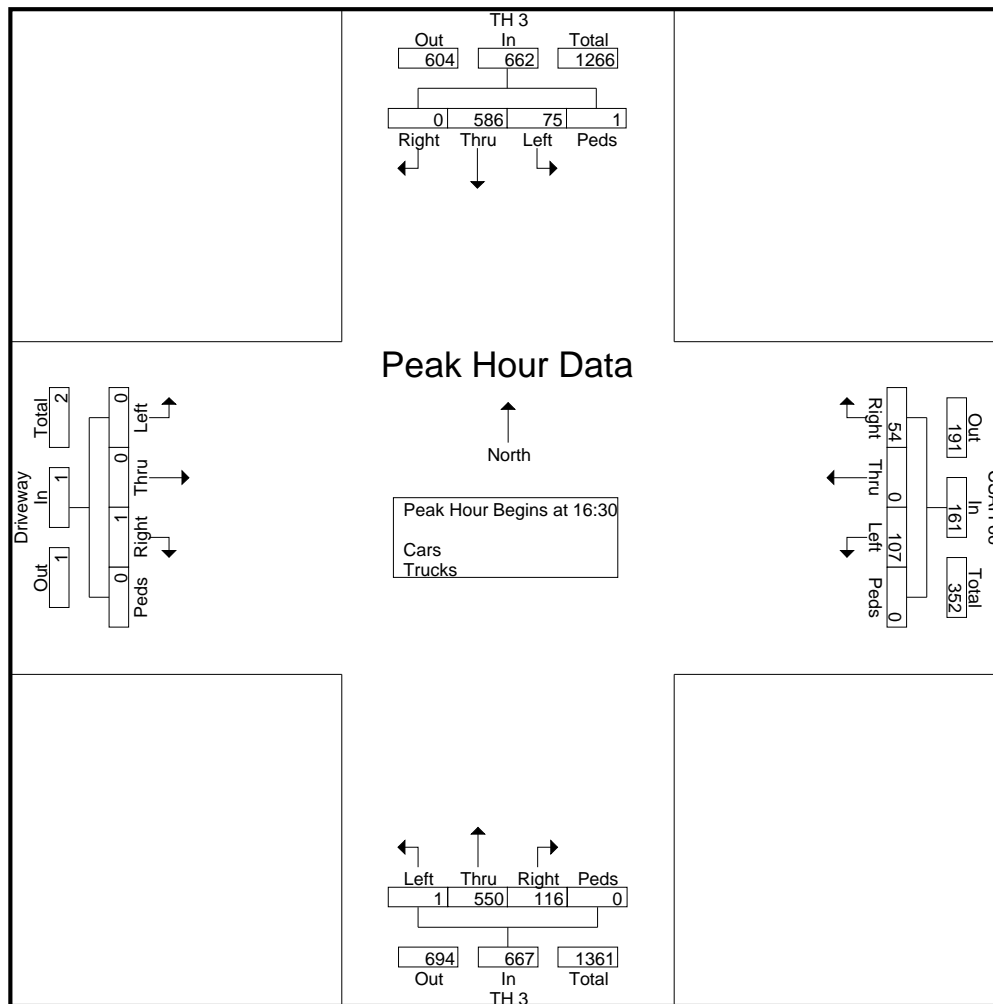 TH 3
Out In Total
604 662 1266
0 586 75 1
Right Thru Left Peds
Peak Hour Data
North
Peak Hour Begins at 16:30
Cars
Trucks
Driveway
Out In Total
1 1 2
0 0 1 0
Left Thru Right Peds
Out In Total
191 161 352
54 0 107 0
Right Thru Left Peds
Left Thru Right Peds
1 550 116 0
694 667 1361
Out In Total
TH 3